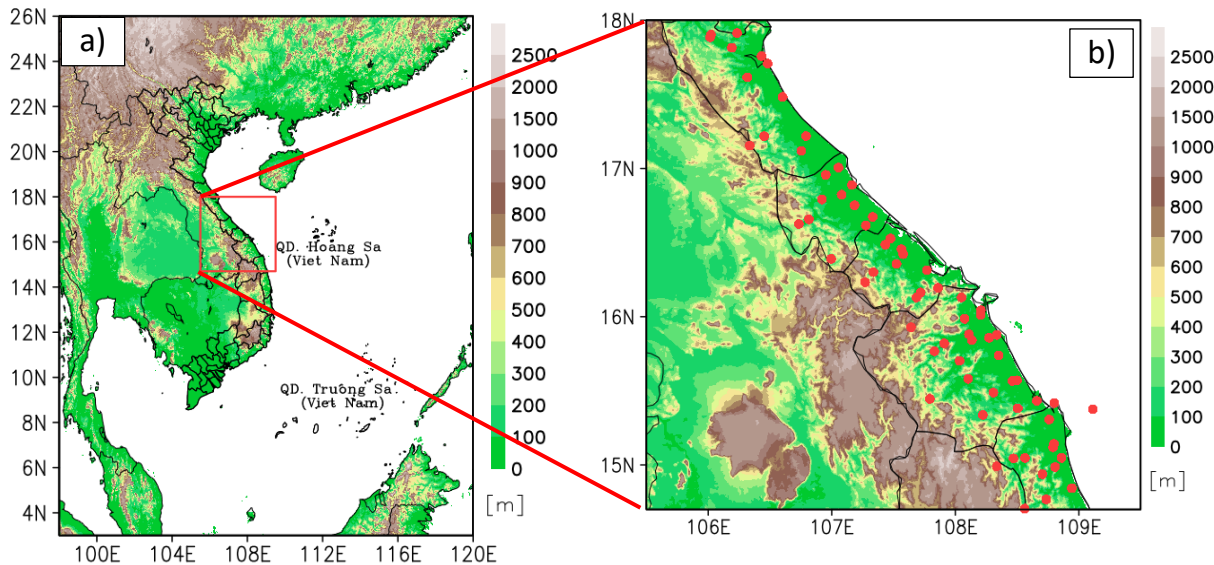 a)
26N
24N
22N
20N
18N
16N
14N
12N
10N
8N
6N
4N
100E
104E
108E
112E
116E
120E
QD. Hoàng Sa
(Viet Nam)
QD. Trường Sa
(Viet Nam)
2500
2000
1500
1000
900
800
700
600
500
400
300
200
100
0
[m]
b)
18N
17N
16N
15N
106E
107E
108E
109E
2500
2000
1500
1000
900
800
700
600
500
400
300
200
100
0
[m]